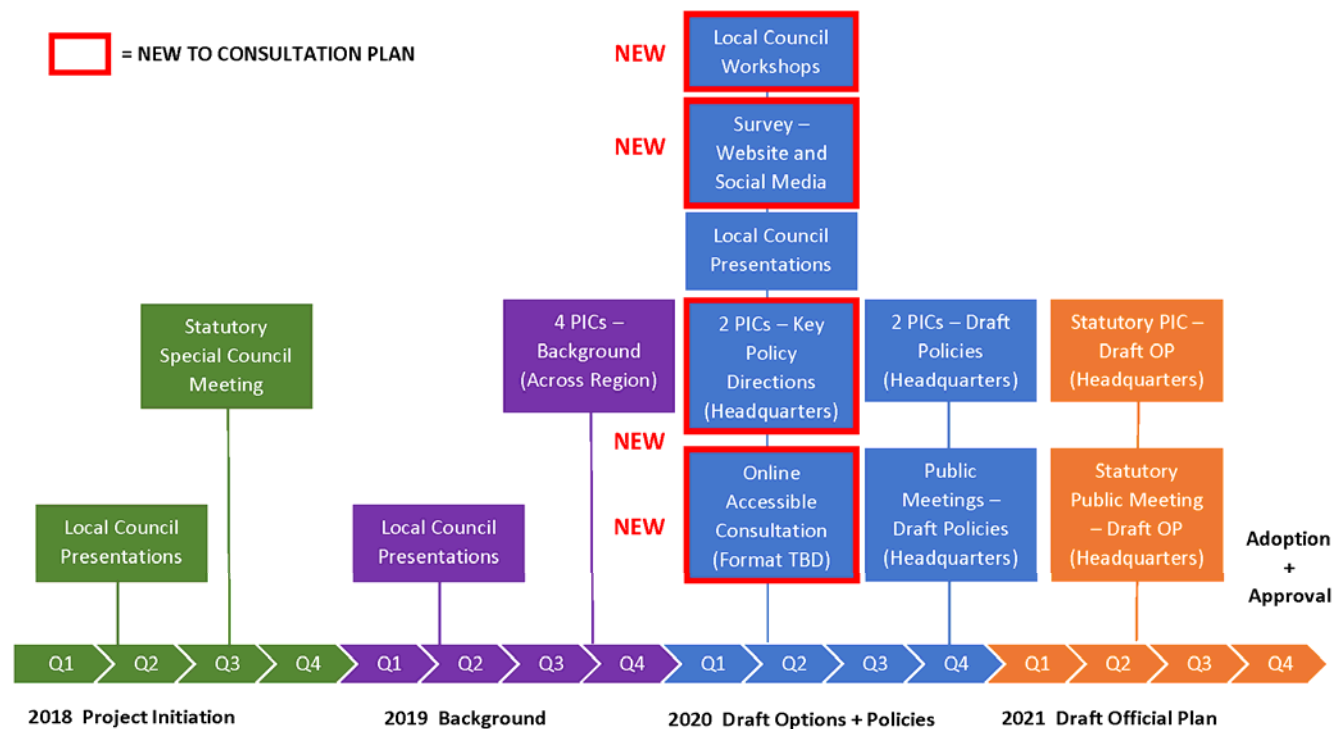 = NEW TO CONSULTATION PLAN
NEW
Local Council
Workshops
NEW
Survey –
Website and
Social Media
Local Council
Presentations
Statutory
Special Council
Meeting
4 PICs –
Background
(Across Region)
2 PICs – Key
Policy
Directions
(Headquarters)
NEW
2 PICs – Draft
Policies
(Headquarters)
Statutory PIC –
Draft OP
(Headquarters)
Local Council
Presentations
Local Council
Presentations
NEW
Online
Accessible
Consultation
(Format TBD)
Public
Meetings –
Draft Policies
(Headquarters)
Statutory
Public Meeting
– Draft OP
(Headquarters)
Adoption
+
Approval
Q1 Q2 Q3 Q4 Q1 Q2 Q3 Q4 Q1 Q2 Q3 Q4 Q1 Q2 Q3 Q4
2018 Project Initiation
2019 Background
2020 Draft Options + Policies
2021 Draft Official Plan